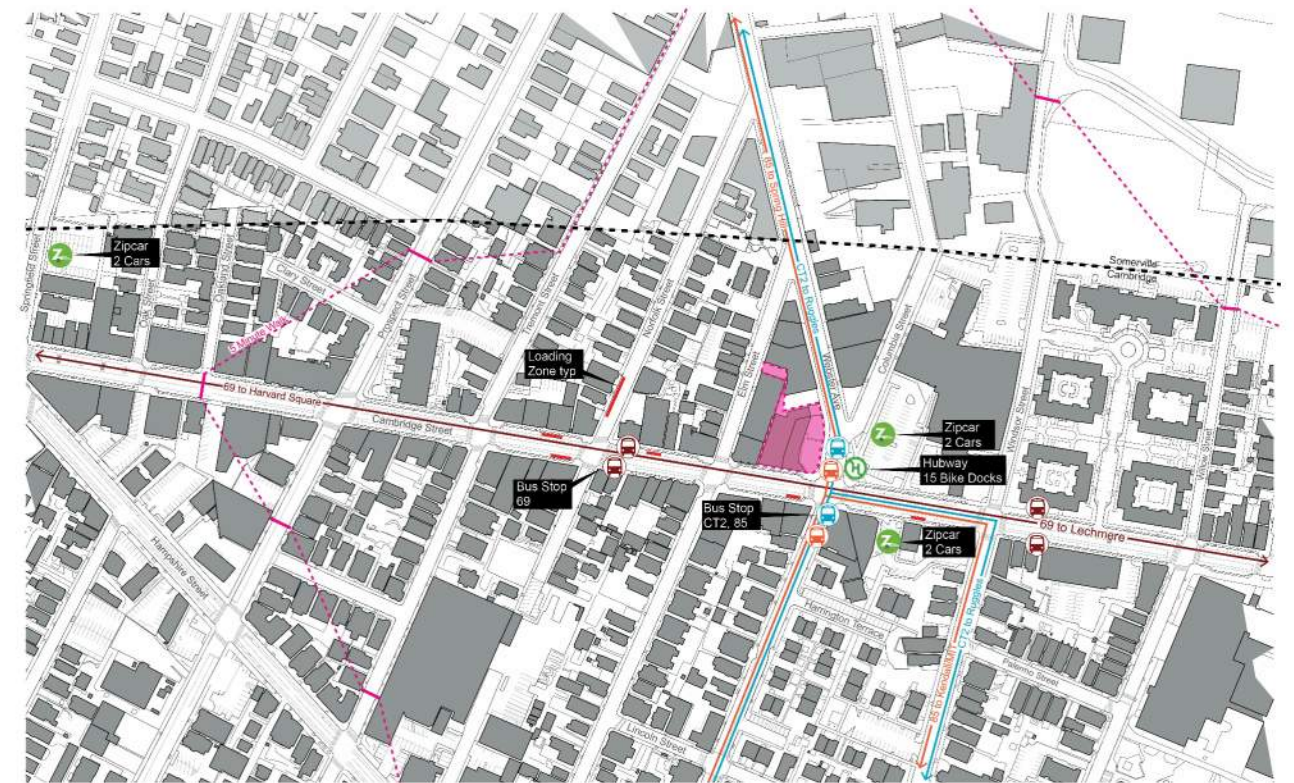 85 to Spring Hill
CT2 to Ruggles
Springfield Street
Zipcar
2 Cars
Oak Street
Oakland Street
Clary Street
5 Minute Walk
Prospect Street
Tremont Street
Norfolk Street
Loading
Zone typ
Elm Street
Webster Ave
Columbia Street
Somerville
Cambridge
Windsor Street
69 to Harvard Square
Cambridge Street
Zipcar
2 Cars
Hubway
15 Bike Docks
Bus Stop
69
Bus Stop
CT2, 85
69 to Lechmere
Zipcar
2 Cars
Hampshire Street
Harrington Terrace
85 to Kendall/MIT
CT2 to Ruggles
Palermo Street
Lincoln Street